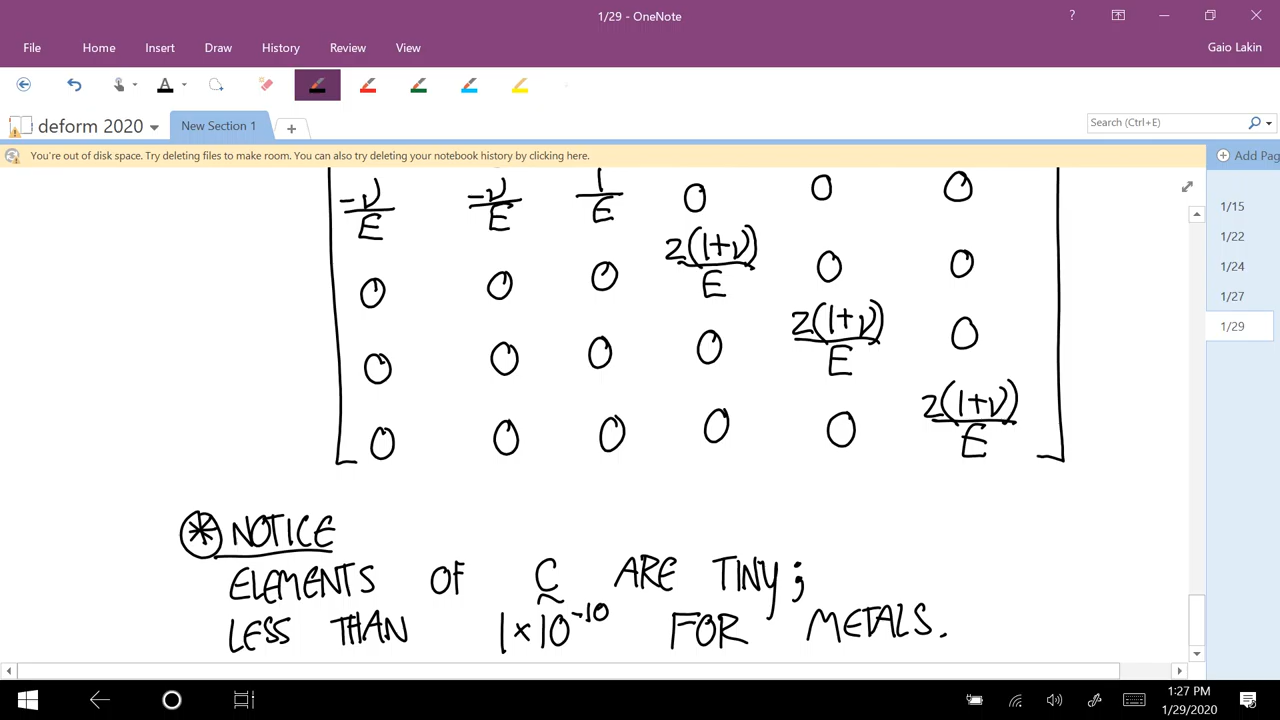 1/29 - OneNote
?
File Home Insert Draw History Review View
Gaio Lakin
A
deform 2020
New Section 1
+
Search (Ctrl+E)
You're out of disk space. Try deleting files to make room. You can also try deleting your notebook history by clicking here.
Add Pag
1/15
1/22
1/24
1/27
1/29
-ν/E -ν/E 1/E 0 0 0
0 0 0 2(1+ν)/E 0 0
0 0 0 0 2(1+ν)/E 0
0 0 0 0 0 2(1+ν)/E
* NOTICE
ELEMENTS OF C ARE TINY;
~
LESS THAN 1×10⁻¹⁰ FOR METALS.
1:27 PM
1/29/2020